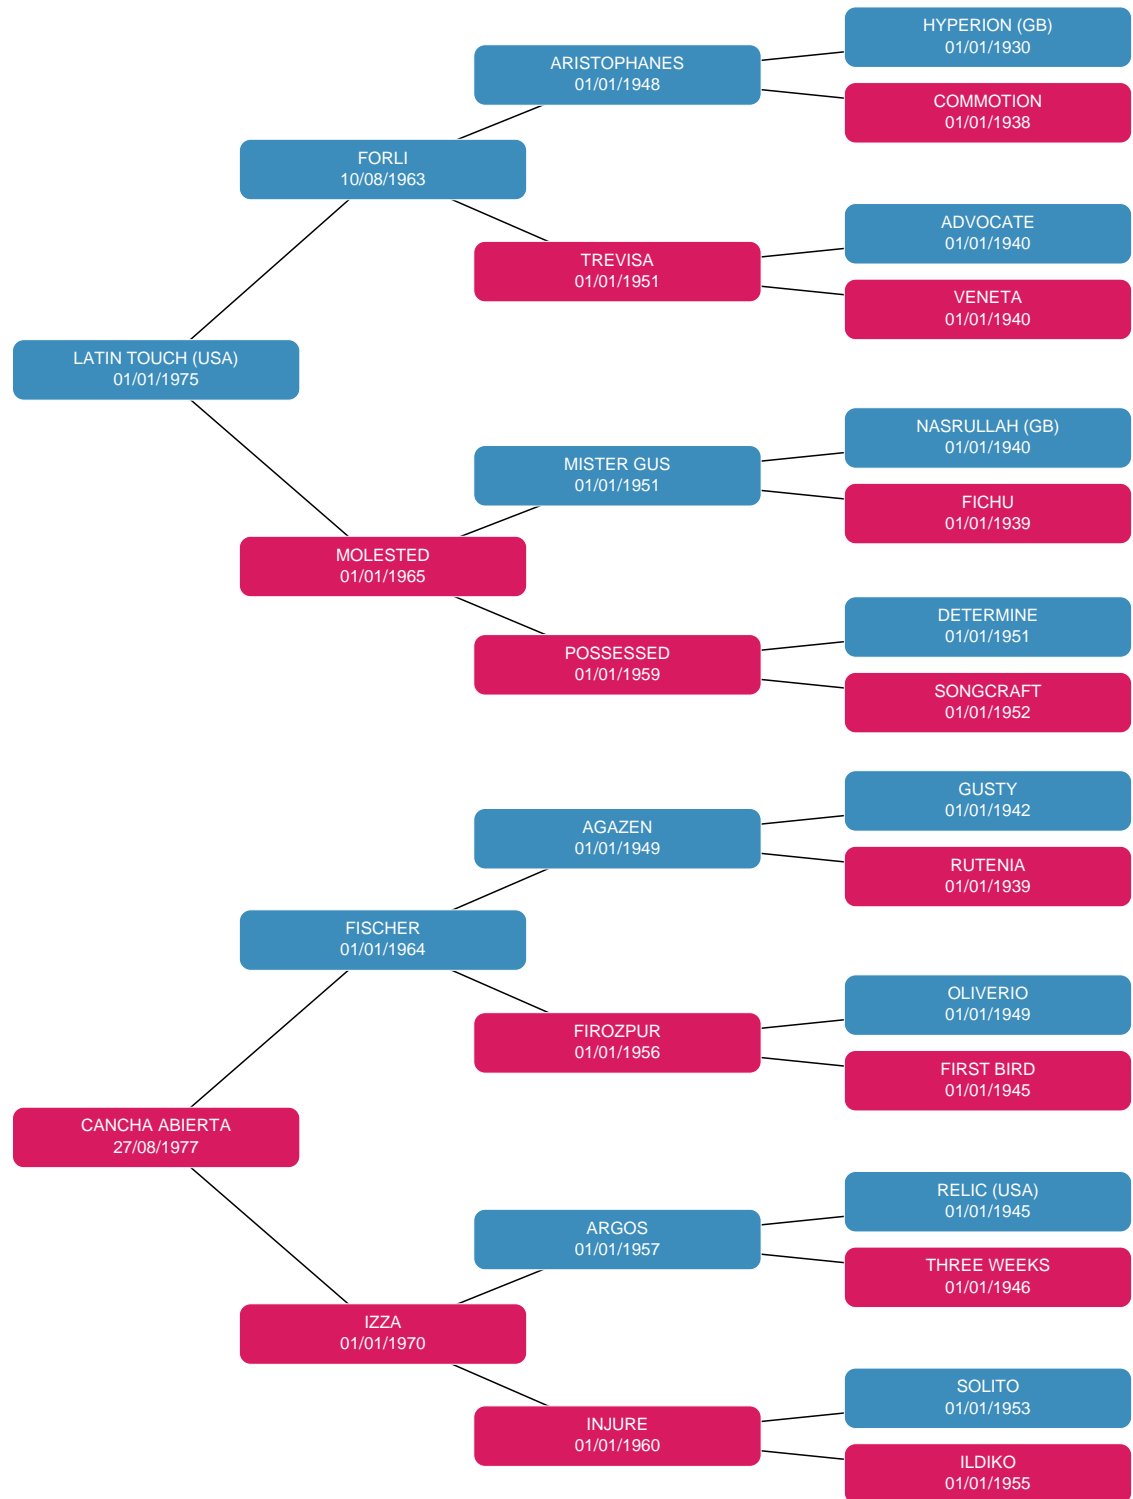 HYPERION (GB)
01/01/1930
ARISTOPHANES
01/01/1948
COMMOTION
01/01/1938
FORLI
10/08/1963
ADVOCATE
01/01/1940
TREVISA
01/01/1951
VENETA
01/01/1940
LATIN TOUCH (USA)
01/01/1975
NASRULLAH (GB)
01/01/1940
MISTER GUS
01/01/1951
FICHU
01/01/1939
MOLESTED
01/01/1965
DETERMINE
01/01/1951
POSSESSED
01/01/1959
SONGCRAFT
01/01/1952
GUSTY
01/01/1942
AGAZEN
01/01/1949
RUTENIA
01/01/1939
FISCHER
01/01/1964
OLIVERIO
01/01/1949
FIROZPUR
01/01/1956
FIRST BIRD
01/01/1945
CANCHA ABIERTA
27/08/1977
RELIC (USA)
01/01/1945
ARGOS
01/01/1957
THREE WEEKS
01/01/1946
IZZA
01/01/1970
SOLITO
01/01/1953
INJURE
01/01/1960
ILDIKO
01/01/1955